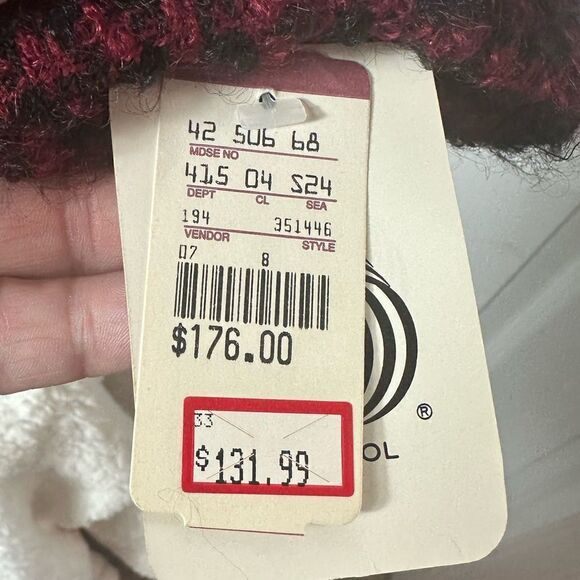 42 506 68
MDSE NO
415 04 S24
DEPT CL SEA
194 351446
VENDOR STYLE
07 8
$176.00
33
$131.99
®
OL